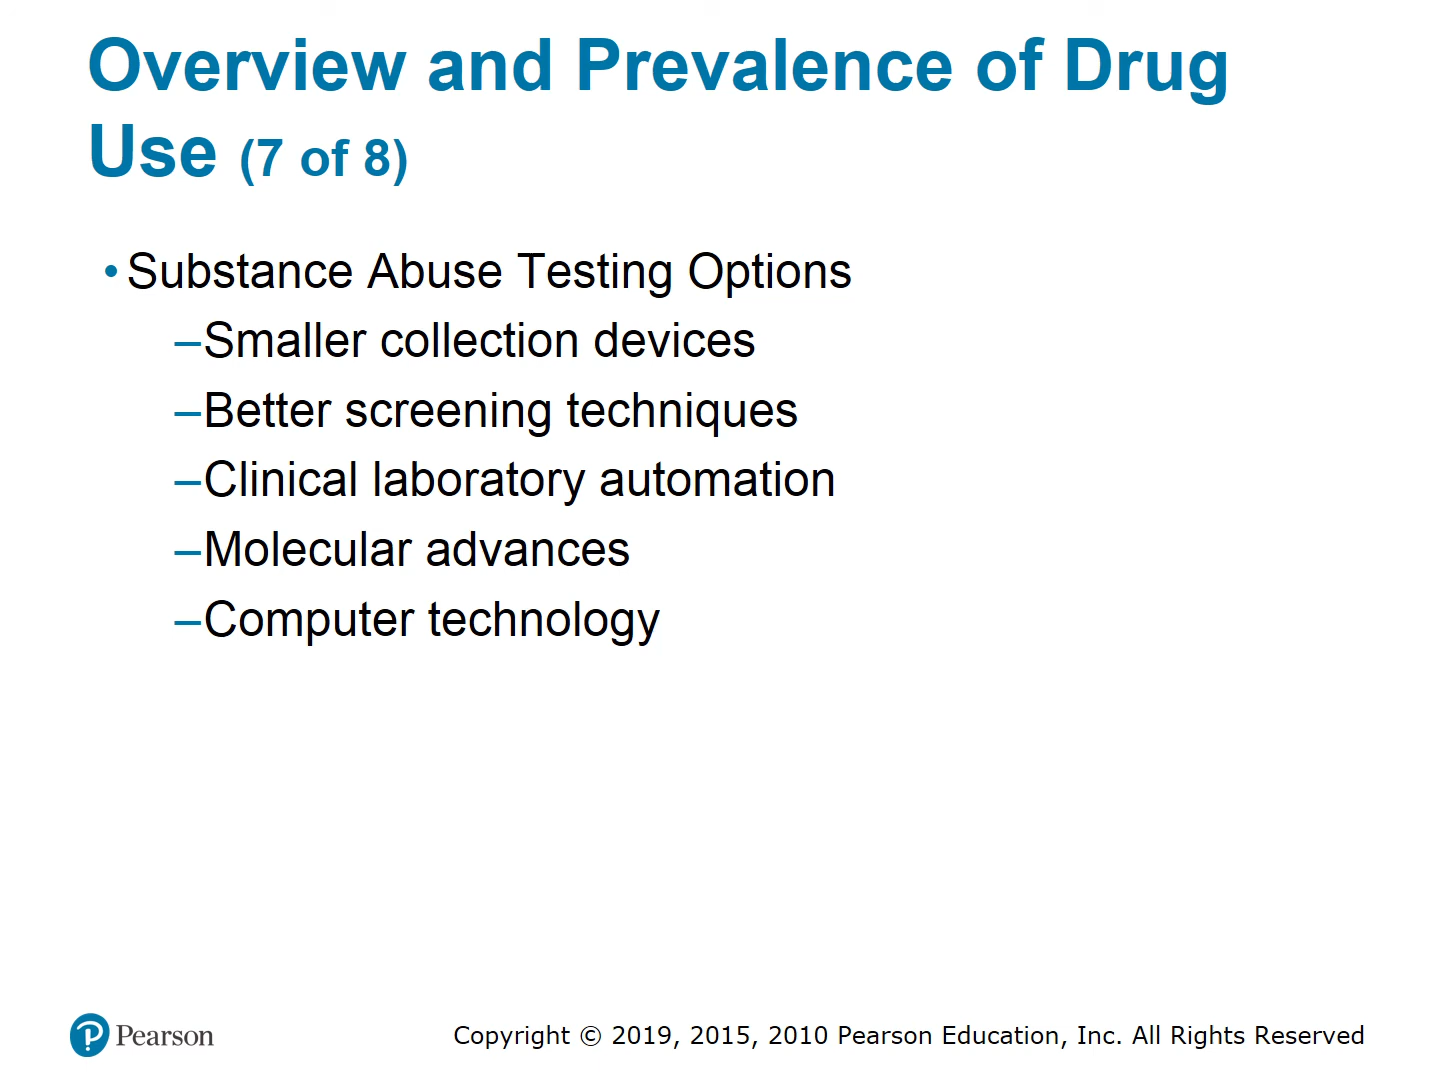 Overview and Prevalence of Drug
Use (7 of 8)
• Substance Abuse Testing Options
–Smaller collection devices
–Better screening techniques
–Clinical laboratory automation
–Molecular advances
–Computer technology
Pearson
Copyright © 2019, 2015, 2010 Pearson Education, Inc. All Rights Reserved